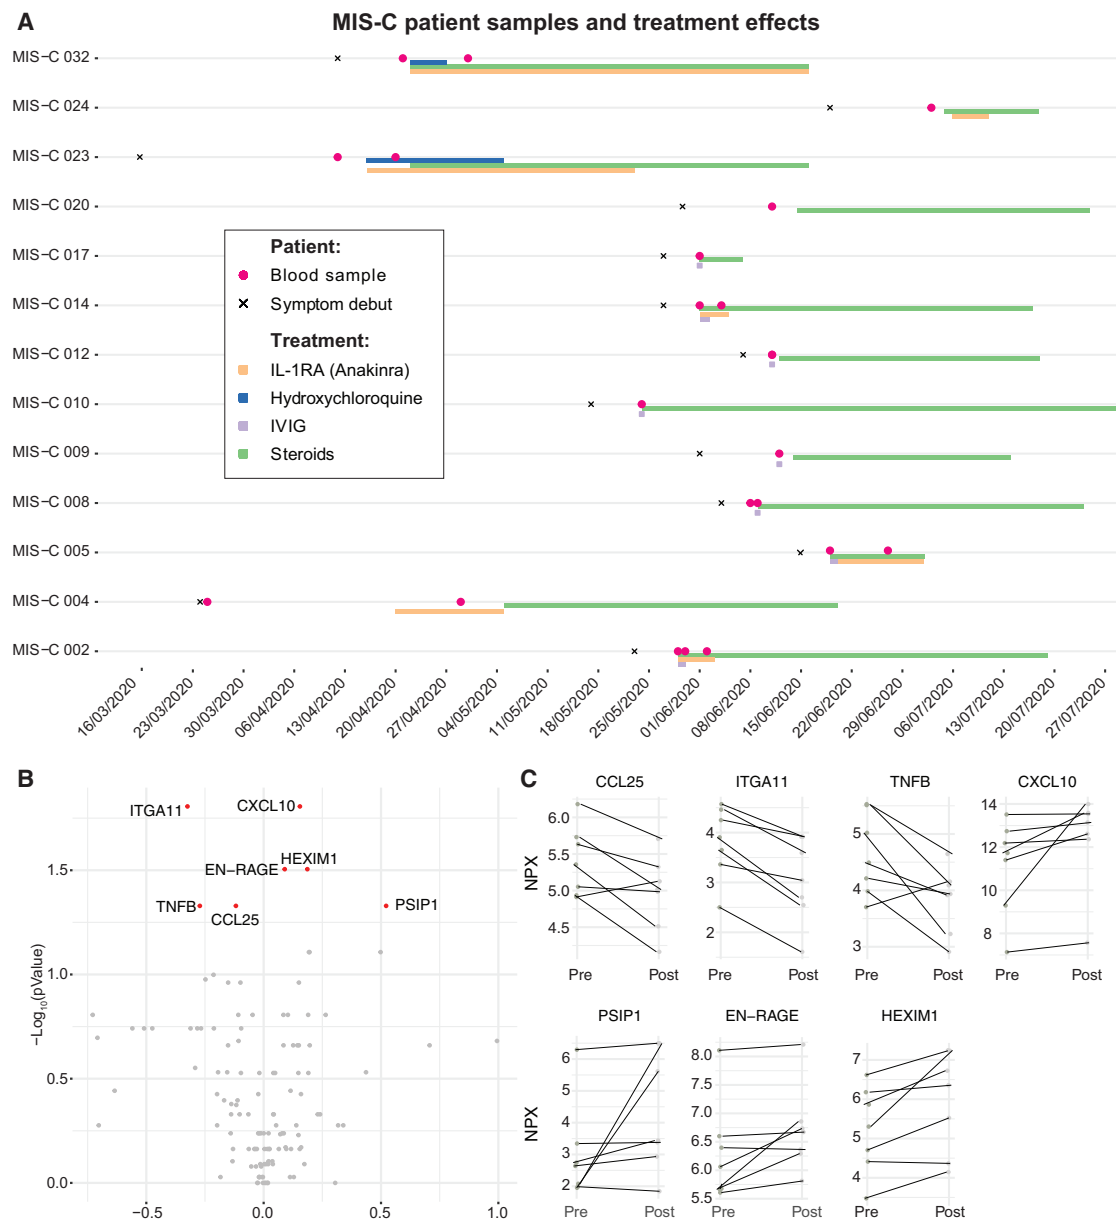 A
MIS-C patient samples and treatment effects
MIS−C 032
MIS−C 024
MIS−C 023
MIS−C 020
MIS−C 017
MIS−C 014
MIS−C 012
MIS−C 010
MIS−C 009
MIS−C 008
MIS−C 005
MIS−C 004
MIS−C 002
Patient:
Blood sample
Symptom debut
Treatment:
IL-1RA (Anakinra)
Hydroxychloroquine
IVIG
Steroids
16/03/2020
23/03/2020
30/03/2020
06/04/2020
13/04/2020
20/04/2020
27/04/2020
04/05/2020
11/05/2020
18/05/2020
25/05/2020
01/06/2020
08/06/2020
15/06/2020
22/06/2020
29/06/2020
06/07/2020
13/07/2020
20/07/2020
27/07/2020
B
−Log10(pValue)
1.5
1.0
0.5
0.0
ITGA11
CXCL10
EN−RAGE
HEXIM1
TNFB
CCL25
PSIP1
−0.5
0.0
0.5
1.0
C
CCL25
NPX
6.0
5.5
5.0
4.5
Pre
Post
ITGA11
4
3
2
Pre
Post
TNFB
5
4
3
Pre
Post
CXCL10
14
12
10
8
Pre
Post
PSIP1
NPX
6
5
4
3
2
Pre
Post
EN−RAGE
8.0
7.5
7.0
6.5
6.0
5.5
Pre
Post
HEXIM1
7
6
5
4
Pre
Post